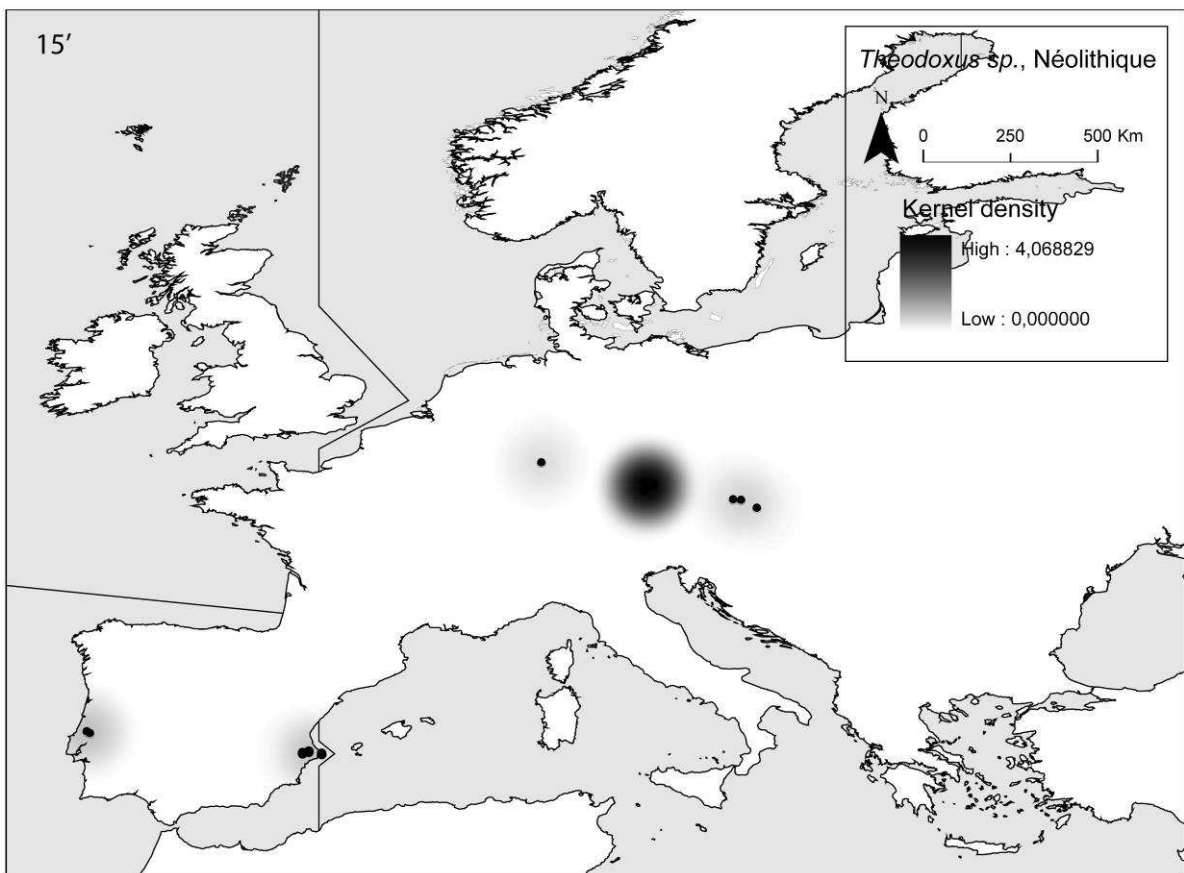 15’
Theodoxus sp., Néolithique
N
0 250 500 Km
Kernel density
High : 4,068829
Low : 0,000000